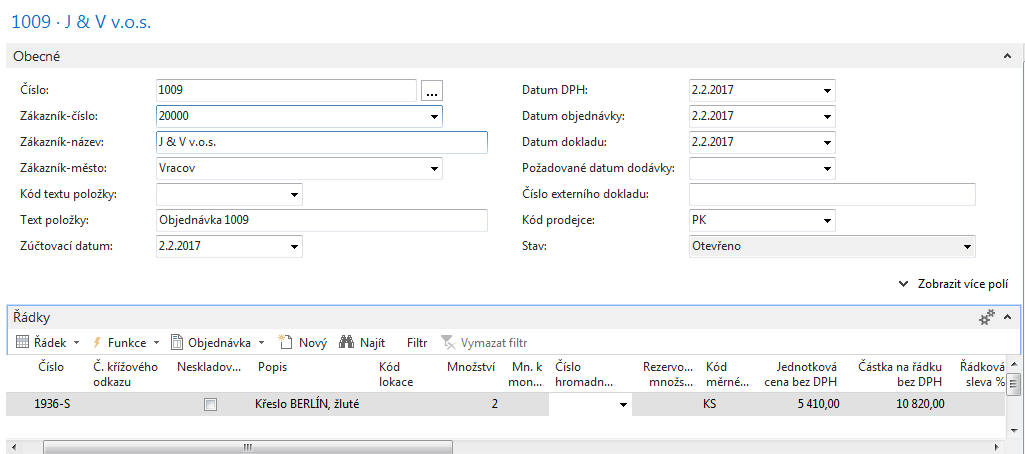 1009 · J & V v.o.s.
Obecné
Číslo: 1009 ...
Zákazník-číslo: 20000
Zákazník-název: J & V v.o.s.
Zákazník-město: Vracov
Kód textu položky:
Text položky: Objednávka 1009
Zúčtovací datum: 2.2.2017
Datum DPH: 2.2.2017
Datum objednávky: 2.2.2017
Datum dokladu: 2.2.2017
Požadované datum dodávky:
Číslo externího dokladu:
Kód prodejce: PK
Stav: Otevřeno
Zobrazit více polí
Řádky
Řádek Funkce Objednávka Nový Najít Filtr Vymazat filtr
Číslo Č. křížového Neskladov... Popis Kód Množství Mn. k Číslo Rezervo... Kód Jednotková Částka na řádku Řádková
odkazu lokace mon... hromadn... množs... měrné... cena bez DPH bez DPH sleva %
1936-S Křeslo BERLÍN, žluté 2 KS 5 410,00 10 820,00